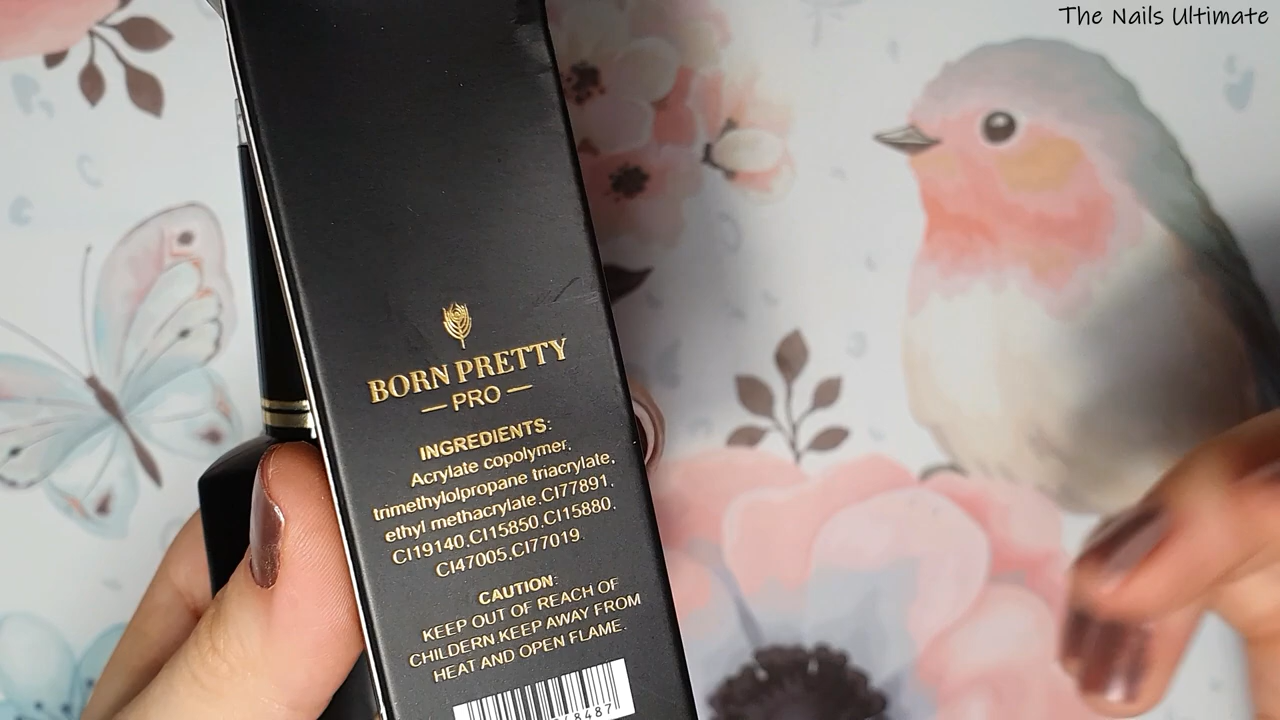 The Nails Ultimate
BORN PRETTY
— PRO —
INGREDIENTS:
Acrylate copolymer,
trimethylolpropane triacrylate,
ethyl methacrylate,CI77891,
CI19140,CI15850,CI15880,
CI47005,CI77019.
CAUTION:
KEEP OUT OF REACH OF
CHILDERN KEEP AWAY FROM
HEAT AND OPEN FLAME.